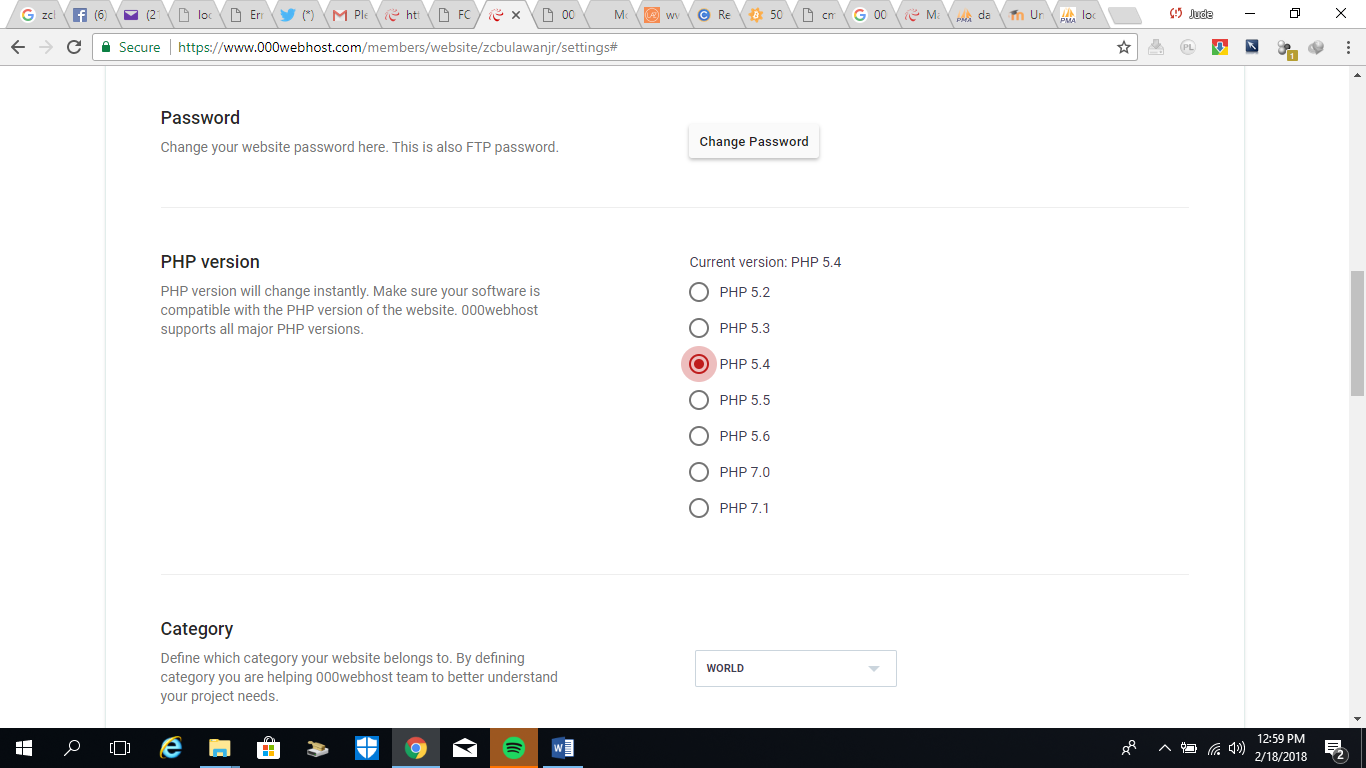 zcl
(6)
(2
loc
Err
(*)
Ple
htt
FC
00
Mo
wv
Re
50
cm
00
Ma
da
Ur
loc
Jude
Secure
https://www.000webhost.com/members/website/zcbulawanjr/settings#
PL
1
Password
Change your website password here. This is also FTP password.
Change Password
PHP version
PHP version will change instantly. Make sure your software is
compatible with the PHP version of the website. 000webhost
supports all major PHP versions.
Current version: PHP 5.4
PHP 5.2
PHP 5.3
PHP 5.4
PHP 5.5
PHP 5.6
PHP 7.0
PHP 7.1
Category
Define which category your website belongs to. By defining
category you are helping 000webhost team to better understand
your project needs.
WORLD
12:59 PM
2/18/2018
2